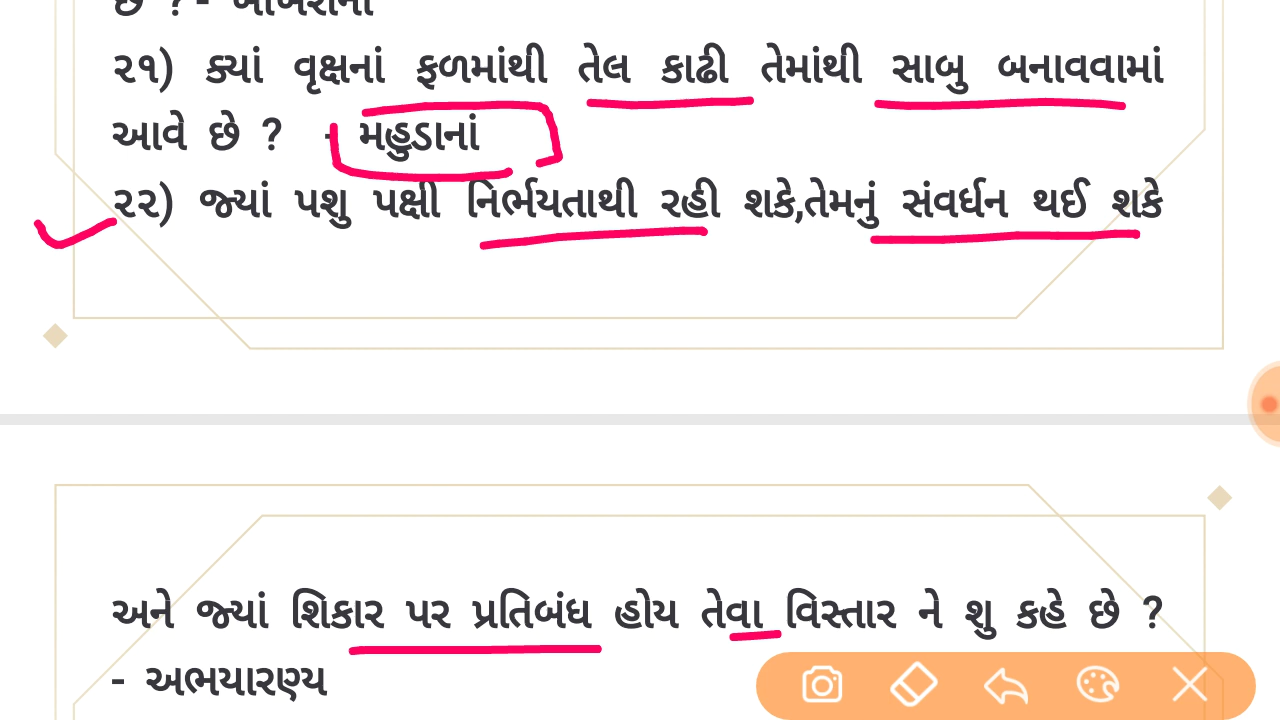 છે ? - બાબરીના
૨૧) ક્યાં વૃક્ષનાં ફળમાંથી તેલ કાઢી તેમાંથી સાબુ બનાવવામાં
આવે છે ? - મહુડાનાં
૨૨) જ્યાં પશુ પક્ષી નિર્ભયતાથી રહી શકે,તેમનું સંવર્ધન થઈ શકે
અને જ્યાં શિકાર પર પ્રતિબંધ હોય તેવા વિસ્તાર ને શુ કહે છે ?
- અભયારણ્ય